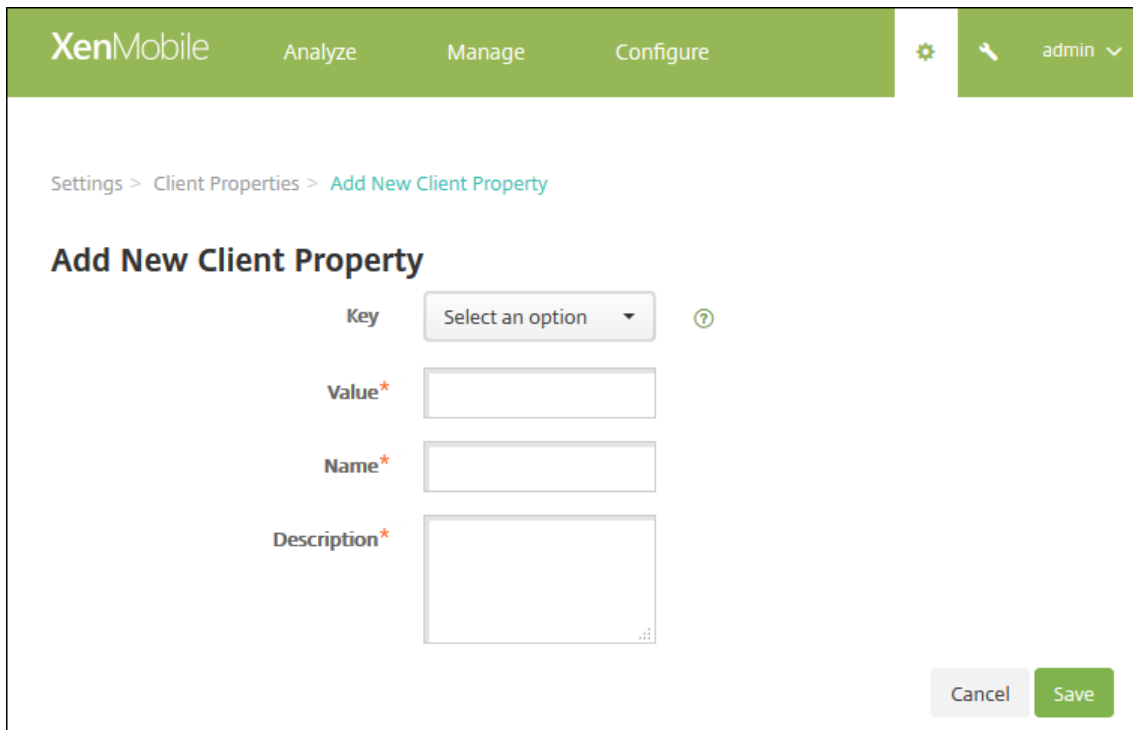 XenMobile Analyze Manage Configure admin
Settings > Client Properties > Add New Client Property
Add New Client Property
Key Select an option ?
Value*
Name*
Description*
Cancel Save